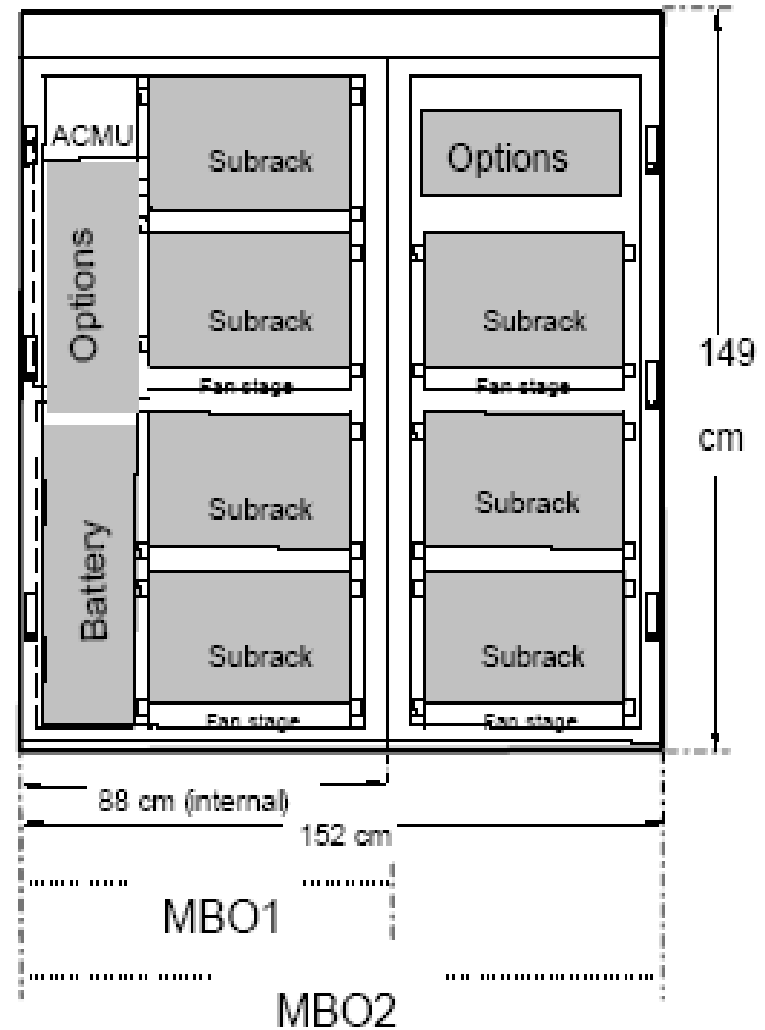 ACMU
Subrack
Options
Options
Subrack
Subrack
Fan stage
Fan stage
149
cm
Battery
Subrack
Subrack
Subrack
Subrack
Fan stage
Fan stage
88 cm (internal)
152 cm
MBO1
MBO2